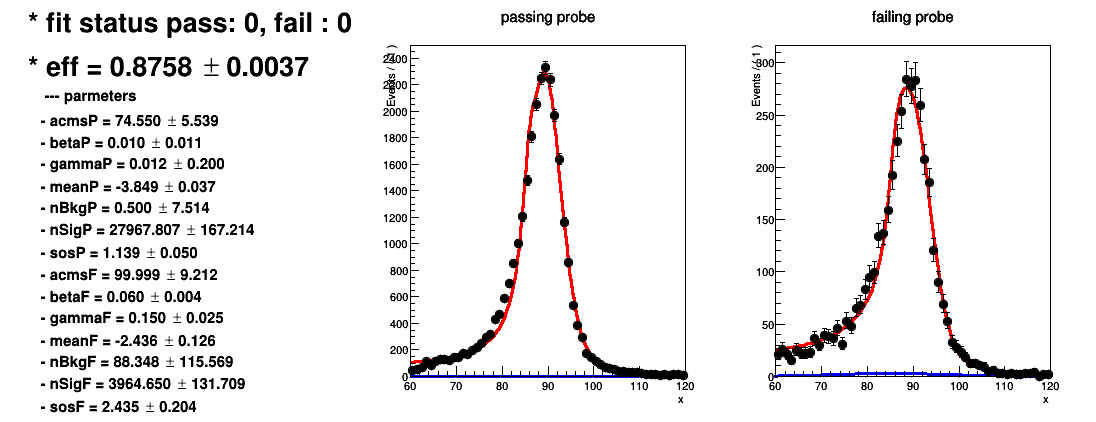 * fit status pass: 0, fail : 0
* eff = 0.8758 ± 0.0037
--- parmeters
- acmsP = 74.550 ± 5.539
- betaP = 0.010 ± 0.011
- gammaP = 0.012 ± 0.200
- meanP = -3.849 ± 0.037
- nBkgP = 0.500 ± 7.514
- nSigP = 27967.807 ± 167.214
- sosP = 1.139 ± 0.050
- acmsF = 99.999 ± 9.212
- betaF = 0.060 ± 0.004
- gammaF = 0.150 ± 0.025
- meanF = -2.436 ± 0.126
- nBkgF = 88.348 ± 115.569
- nSigF = 3964.650 ± 131.709
- sosF = 2.435 ± 0.204
passing probe
Events / ( 1 )
2400
2200
2000
1800
1600
1400
1200
1000
800
600
400
200
0
60 70 80 90 100 110 120
x
failing probe
Events / ( 1 )
300
250
200
150
100
50
0
60 70 80 90 100 110 120
x